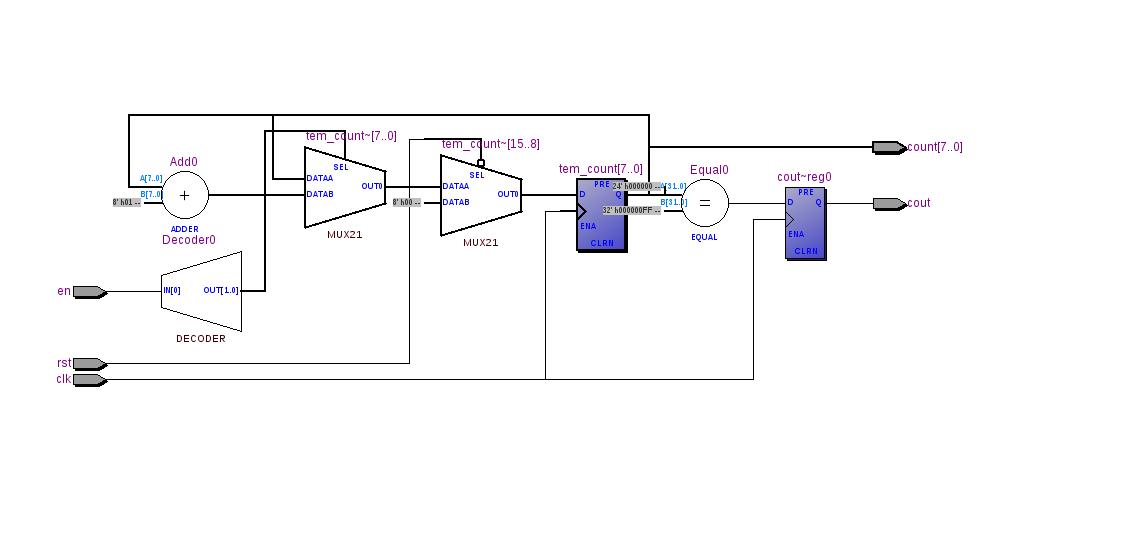 tem_count~[7..0]
tem_count~[15..8]
count[7..0]
Add0
SEL
tem_count[7..0]
Equal0
cout~reg0
A[7..0]
DATAA
OUT0
SEL
DATAA
OUT0
D
PRE
Q
24' h000000 --
A[31..0]
D
PRE
Q
B[7..0]
8' h01 --
+
DATAB
8' h00 --
DATAB
32' h000000FF --
B[31..0]
=
cout
ADDER
MUX21
MUX21
ENA
CLRN
EQUAL
ENA
CLRN
Decoder0
en
IN[0]
OUT[1..0]
DECODER
rst
clk